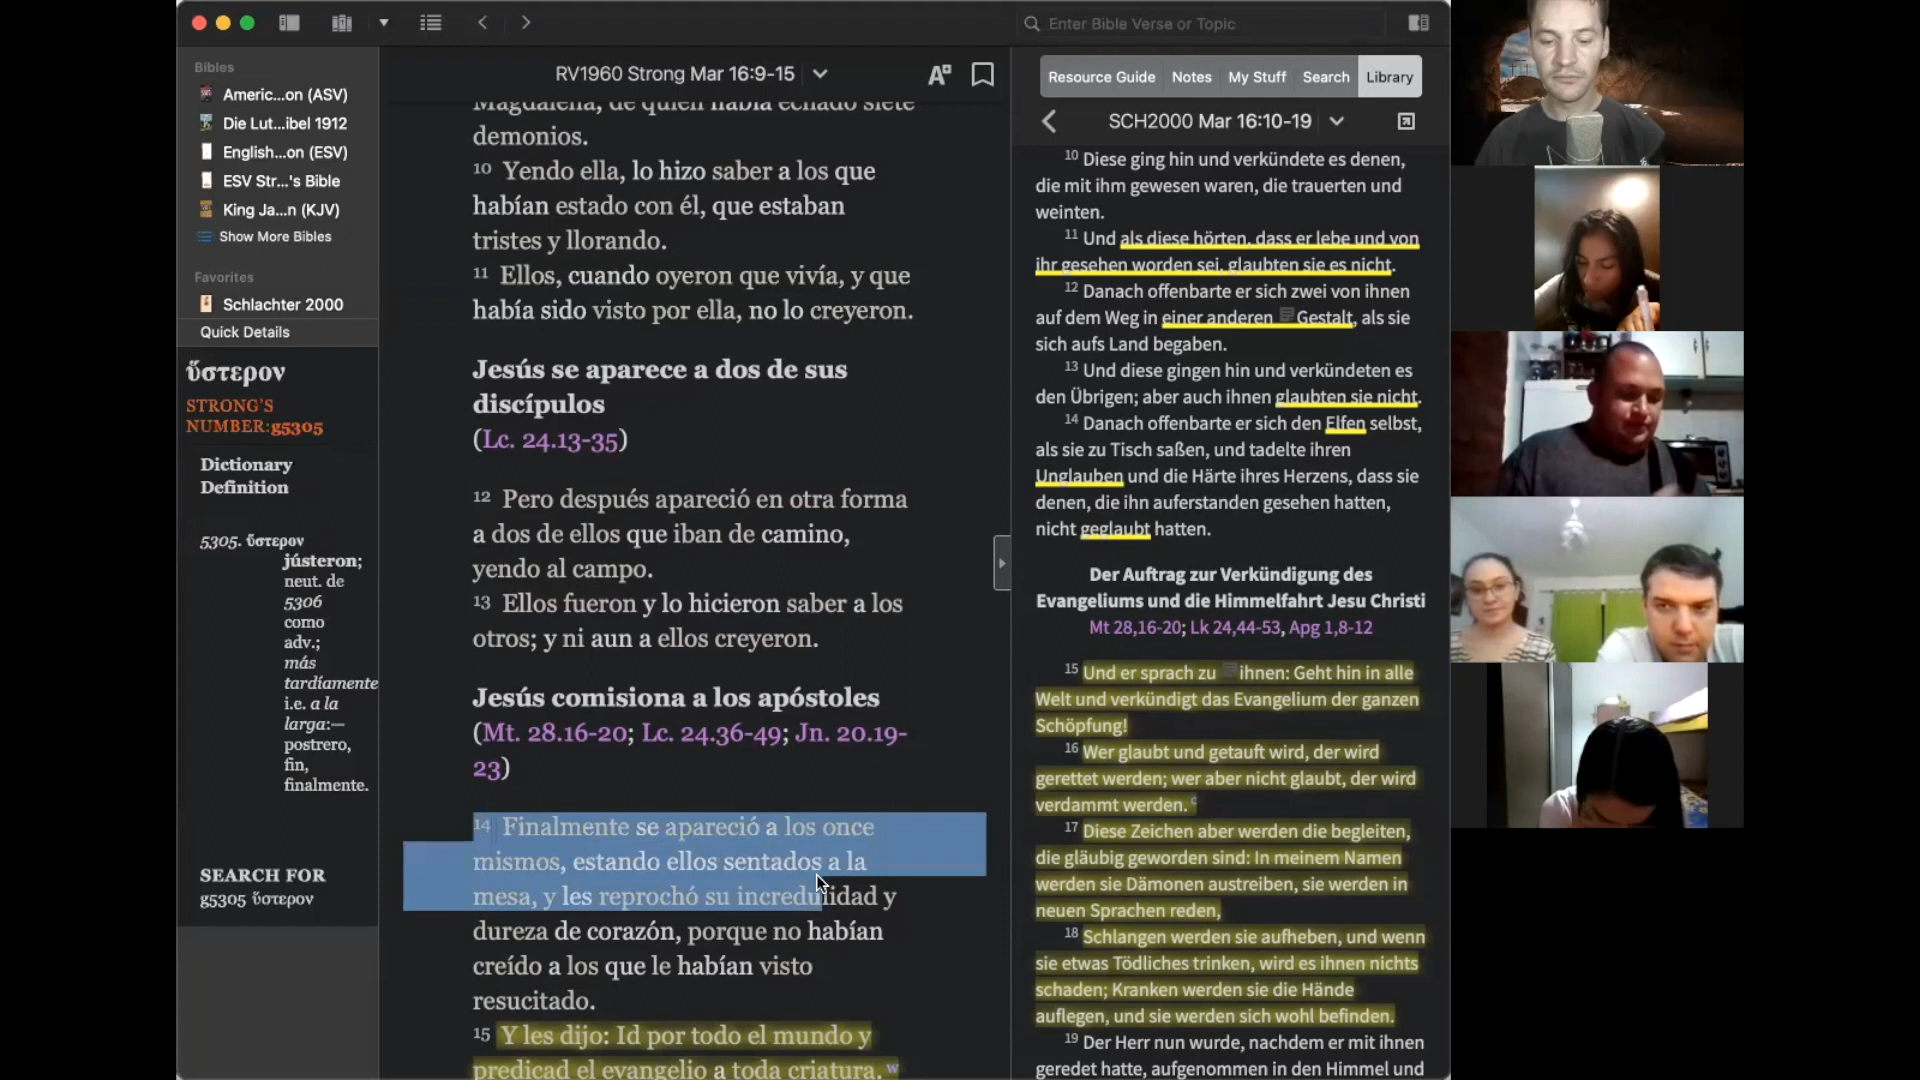 Enter Bible Verse or Topic
Bibles
Americ...on (ASV)
Die Lut...ibel 1912
English...on (ESV)
ESV Str...'s Bible
King Ja...n (KJV)
Show More Bibles
Favorites
Schlachter 2000
Quick Details
ὕστερον
STRONG'S
NUMBER:g5305
Dictionary
Definition
5305. ὕστερον
jústeron;
neut. de
5306
como
adv.;
más
tardíamente
i.e. a la
larga:—
postrero,
fin,
finalmente.
SEARCH FOR
g5305 ὕστερον
RV1960 Strong Mar 16:9-15
Magdalena, de quien había echado siete
demonios.
10 Yendo ella, lo hizo saber a los que
habían estado con él, que estaban
tristes y llorando.
11 Ellos, cuando oyeron que vivía, y que
había sido visto por ella, no lo creyeron.
Jesús se aparece a dos de sus
discípulos
(Lc. 24.13-35)
12 Pero después apareció en otra forma
a dos de ellos que iban de camino,
yendo al campo.
13 Ellos fueron y lo hicieron saber a los
otros; y ni aun a ellos creyeron.
Jesús comisiona a los apóstoles
(Mt. 28.16-20; Lc. 24.36-49; Jn. 20.19-
23)
14 Finalmente se apareció a los once
mismos, estando ellos sentados a la
mesa, y les reprochó su incredulidad y
dureza de corazón, porque no habían
creído a los que le habían visto
resucitado.
15 Y les dijo: Id por todo el mundo y
predicad el evangelio a toda criatura. w
Resource Guide Notes My Stuff Search Library
SCH2000 Mar 16:10-19
10 Diese ging hin und verkündete es denen,
die mit ihm gewesen waren, die trauerten und
weinten.
11 Und als diese hörten, dass er lebe und von
ihr gesehen worden sei, glaubten sie es nicht.
12 Danach offenbarte er sich zwei von ihnen
auf dem Weg in einer anderen Gestalt, als sie
sich aufs Land begaben.
13 Und diese gingen hin und verkündeten es
den Übrigen; aber auch ihnen glaubten sie nicht.
14 Danach offenbarte er sich den Elfen selbst,
als sie zu Tisch saßen, und tadelte ihren
Unglauben und die Härte ihres Herzens, dass sie
denen, die ihn auferstanden gesehen hatten,
nicht geglaubt hatten.
Der Auftrag zur Verkündigung des
Evangeliums und die Himmelfahrt Jesu Christi
Mt 28,16-20; Lk 24,44-53, Apg 1,8-12
15 Und er sprach zu ihnen: Geht hin in alle
Welt und verkündigt das Evangelium der ganzen
Schöpfung!
16 Wer glaubt und getauft wird, der wird
gerettet werden; wer aber nicht glaubt, der wird
verdammt werden. c
17 Diese Zeichen aber werden die begleiten,
die gläubig geworden sind: In meinem Namen
werden sie Dämonen austreiben, sie werden in
neuen Sprachen reden,
18 Schlangen werden sie aufheben, und wenn
sie etwas Tödliches trinken, wird es ihnen nichts
schaden; Kranken werden sie die Hände
auflegen, und sie werden sich wohl befinden.
19 Der Herr nun wurde, nachdem er mit ihnen
geredet hatte, aufgenommen in den Himmel und